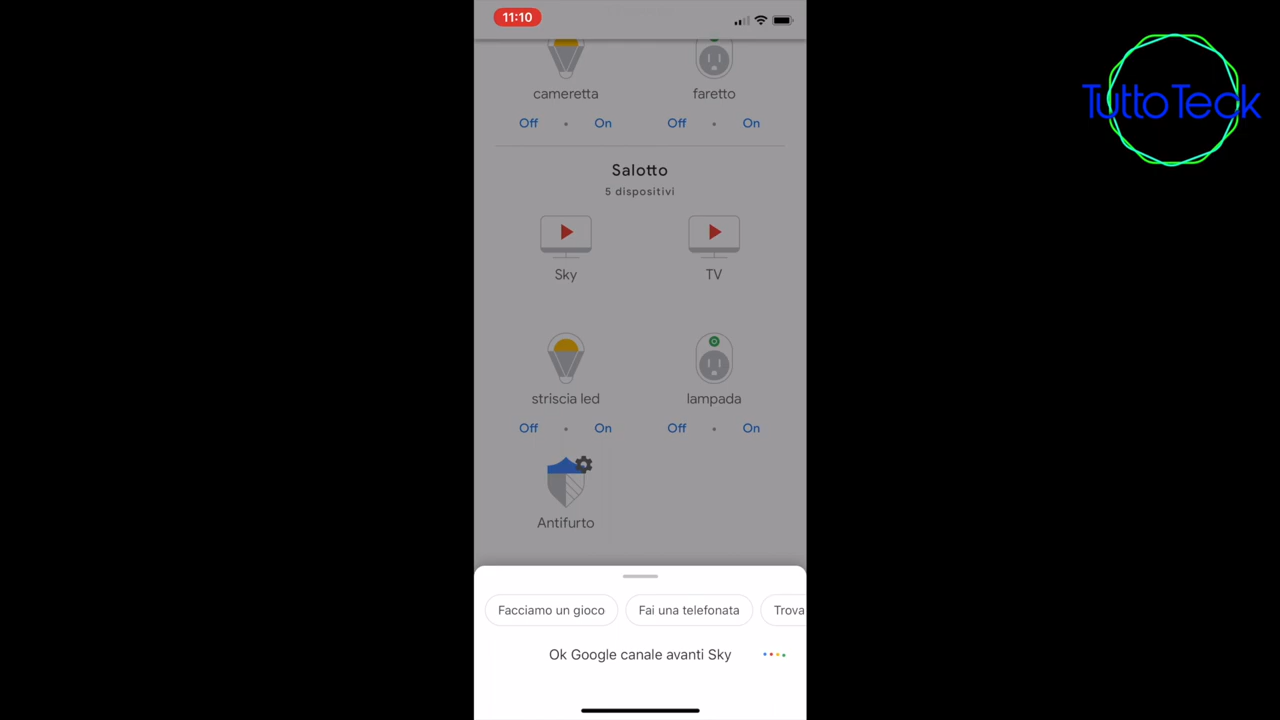 11:10
TuttoTeck
cameretta faretto
Off • On Off • On
Salotto
5 dispositivi
Sky TV
striscia led lampada
Off • On Off • On
Antifurto
Facciamo un gioco Fai una telefonata Trova
Ok Google canale avanti Sky